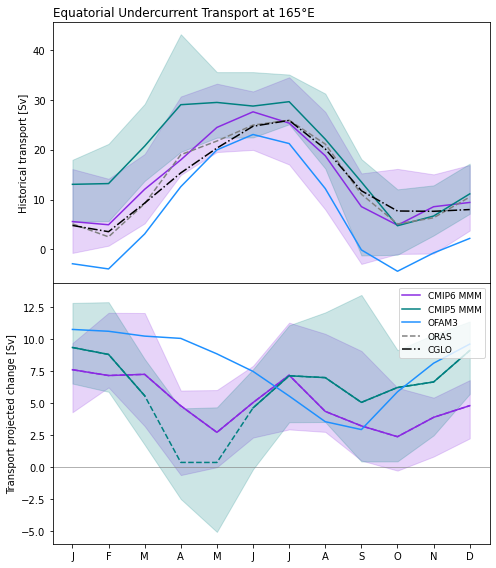 Equatorial Undercurrent Transport at 165°E
Historical transport [Sv]
40
30
20
10
0
Transport projected change [Sv]
12.5
10.0
7.5
5.0
2.5
0.0
−2.5
−5.0
CMIP6 MMM
CMIP5 MMM
OFAM3
ORAS
CGLO
J F M A M J J A S O N D